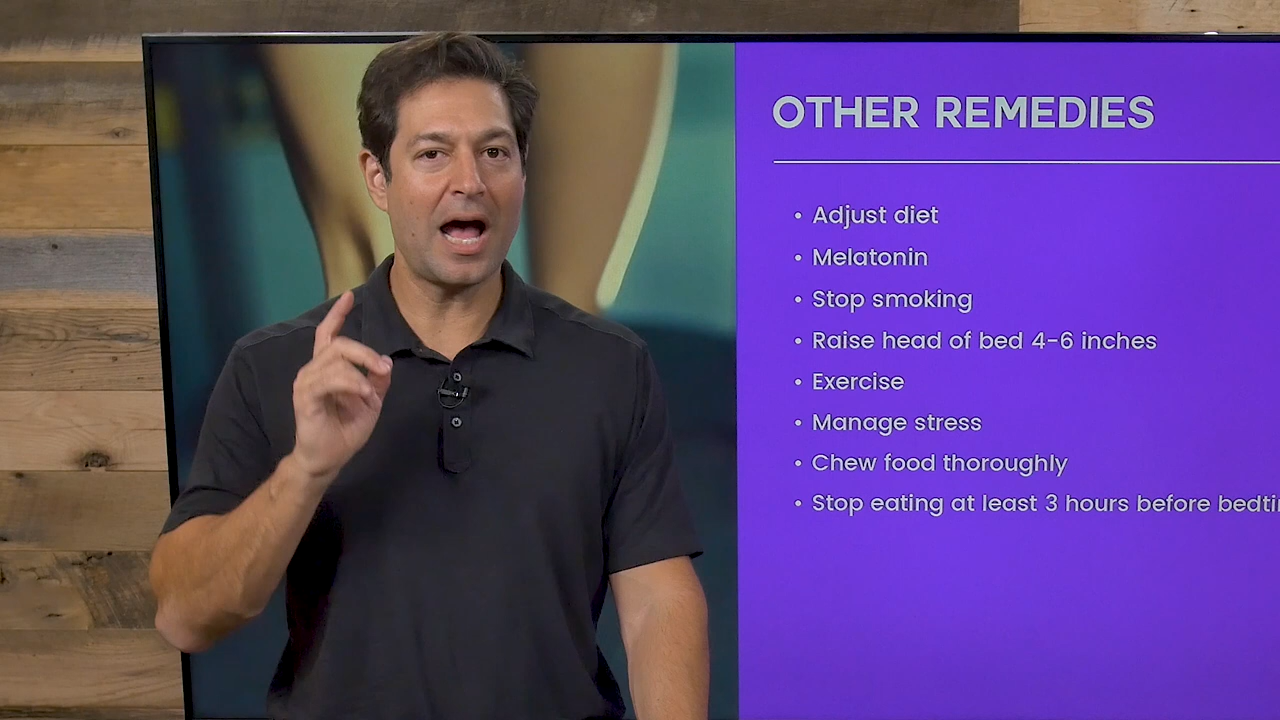 OTHER REMEDIES
• Adjust diet
• Melatonin
• Stop smoking
• Raise head of bed 4-6 inches
• Exercise
• Manage stress
• Chew food thoroughly
• Stop eating at least 3 hours before bedti